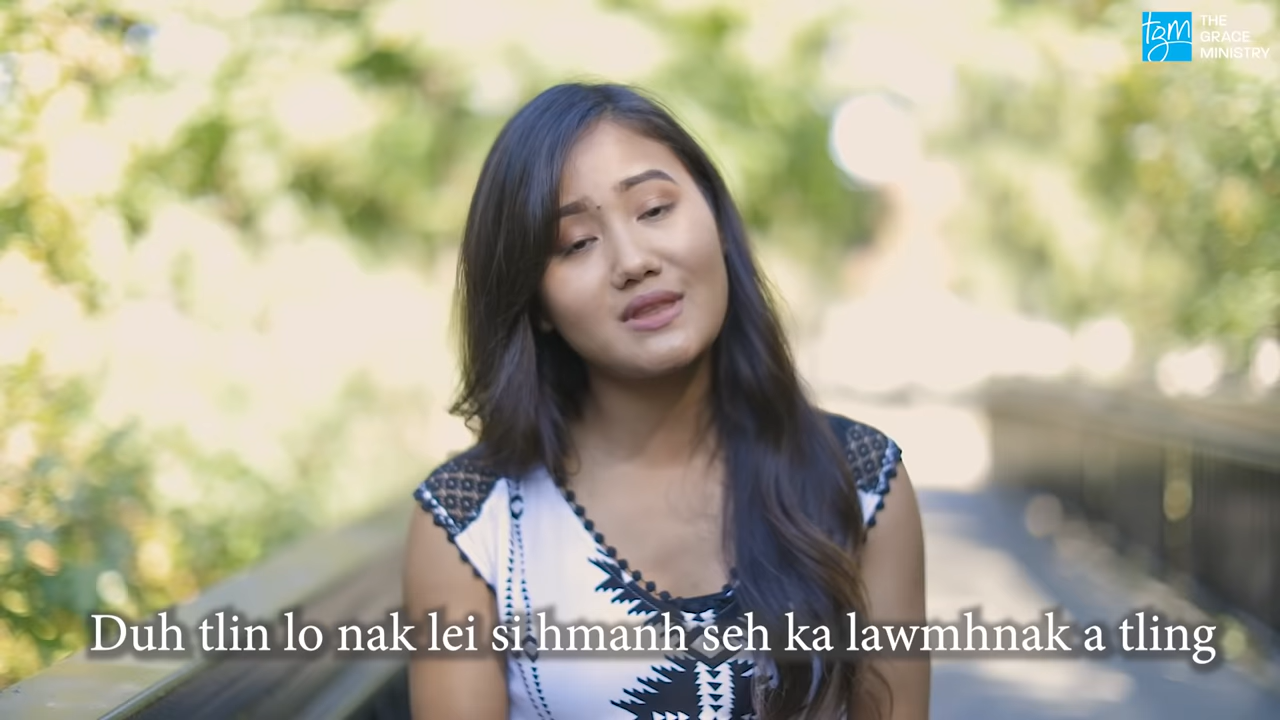 tgm
THE
GRACE
MINISTRY
Duh tlin lo nak lei si hmanh seh ka lawmhnak a tling